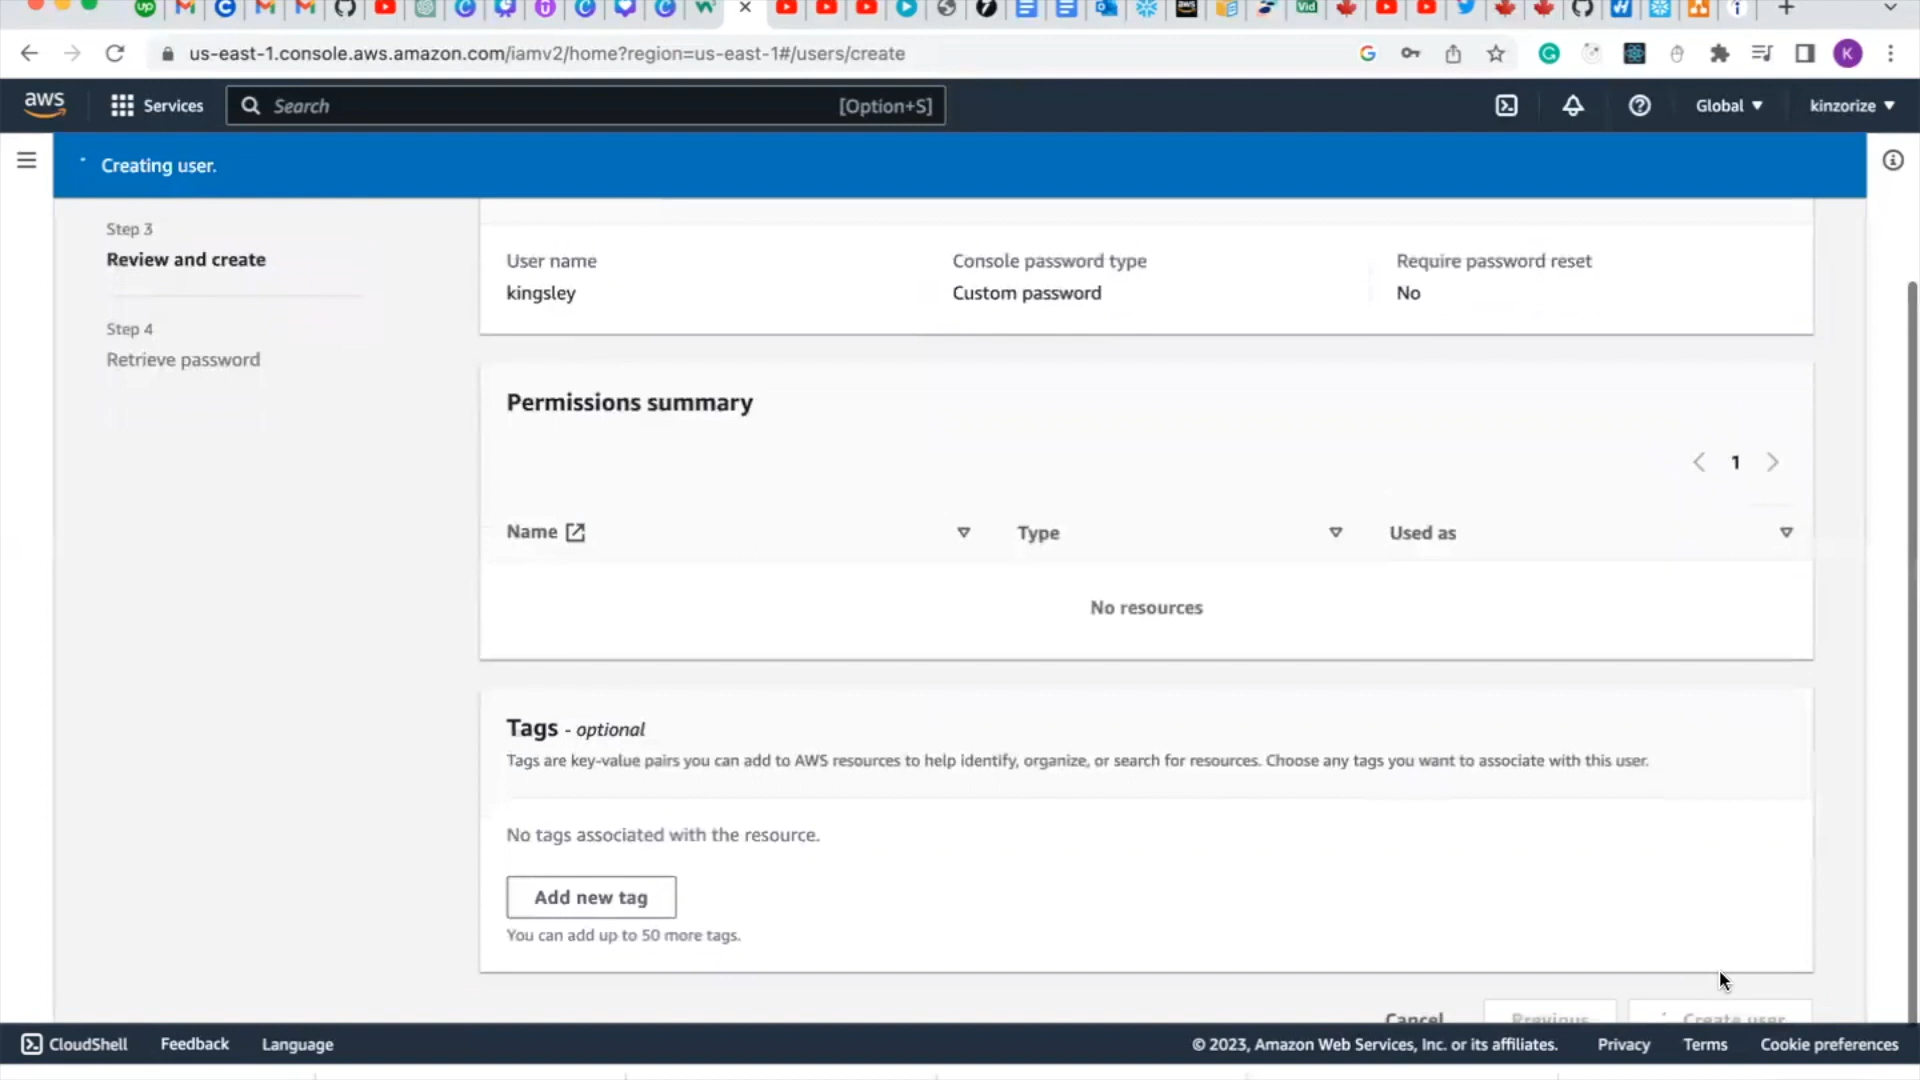 us-east-1.console.aws.amazon.com/iamv2/home?region=us-east-1#/users/create
K
aws
Services
Search
[Option+S]
Global
kinzorize
Creating user.
Step 3
Review and create
Step 4
Retrieve password
User name
kingsley
Console password type
Custom password
Require password reset
No
Permissions summary
1
Name
Type
Used as
No resources
Tags - optional
Tags are key-value pairs you can add to AWS resources to help identify, organize, or search for resources. Choose any tags you want to associate with this user.
No tags associated with the resource.
Add new tag
You can add up to 50 more tags.
Cancel
Previous
Create user
CloudShell
Feedback
Language
© 2023, Amazon Web Services, Inc. or its affiliates.
Privacy
Terms
Cookie preferences